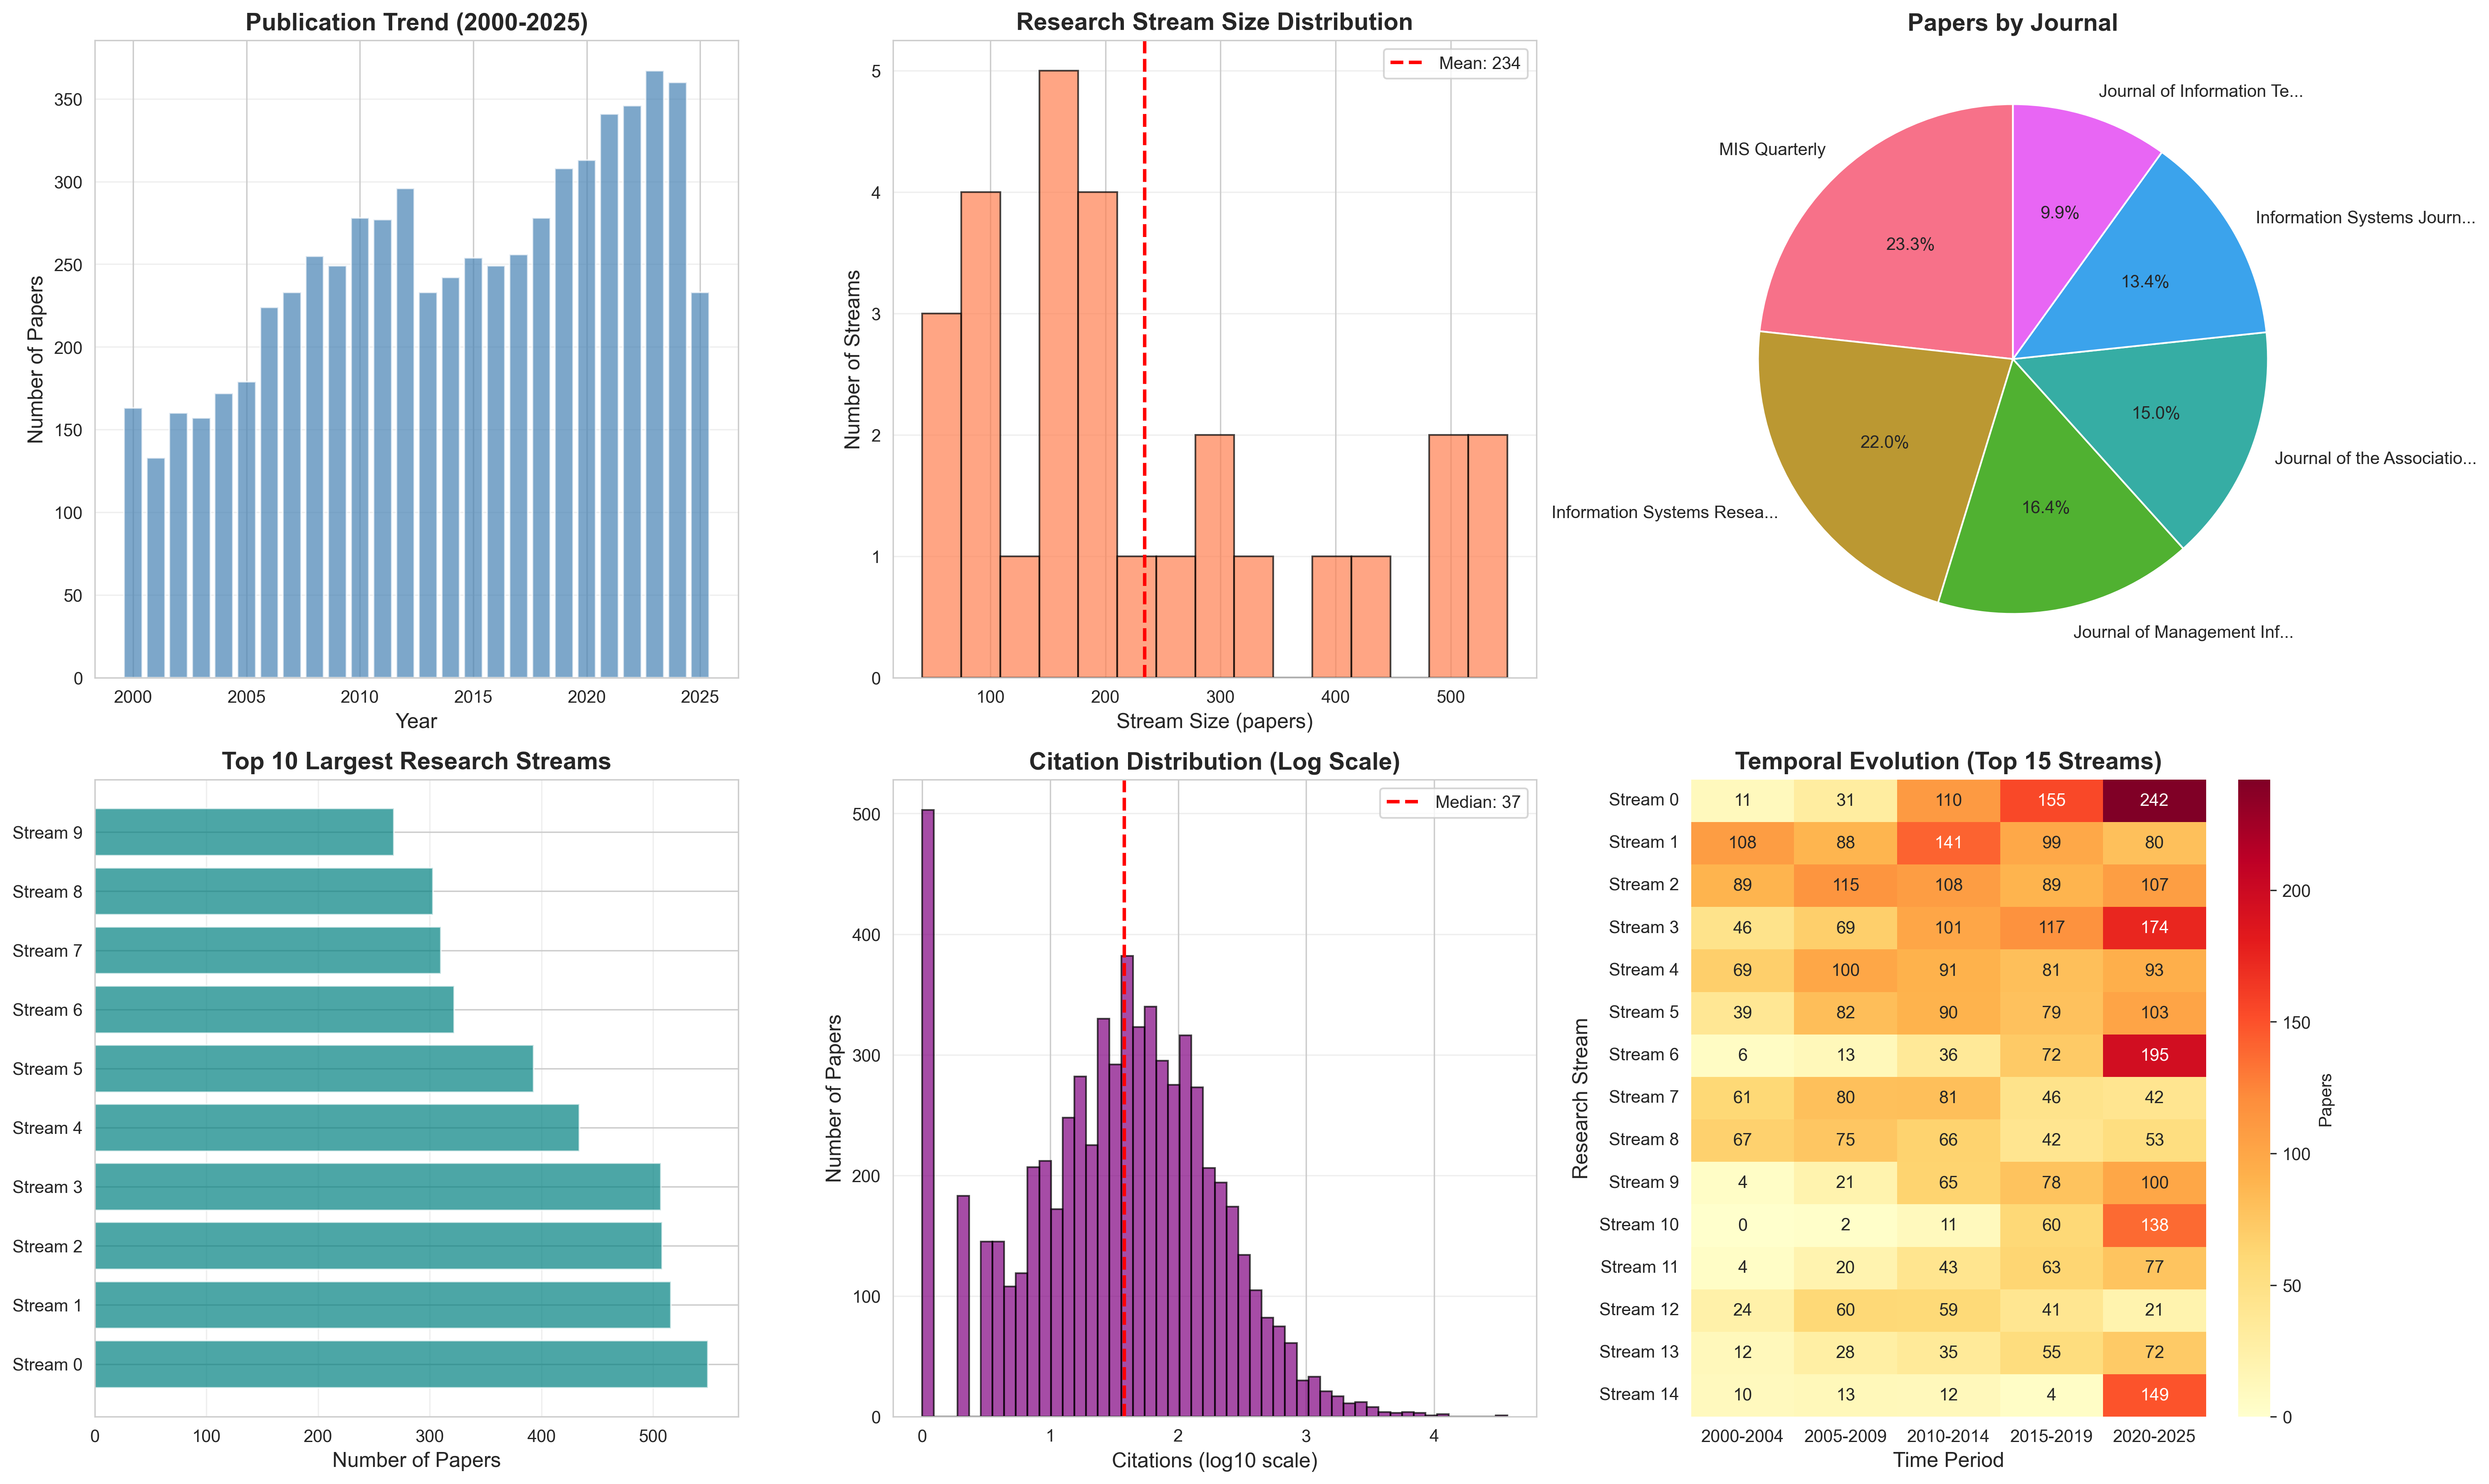 Publication Trend (2000-2025)
Number of Papers
350
300
250
200
150
100
50
0
2000 2005 2010 2015 2020 2025
Year
Research Stream Size Distribution
Mean: 234
Number of Streams
5
4
3
2
1
0
100 200 300 400 500
Stream Size (papers)
Papers by Journal
Journal of Information Te...
MIS Quarterly
Information Systems Journ...
9.9%
23.3%
13.4%
15.0%
22.0%
Journal of the Associatio...
16.4%
Information Systems Resea...
Journal of Management Inf...
Top 10 Largest Research Streams
Stream 9
Stream 8
Stream 7
Stream 6
Stream 5
Stream 4
Stream 3
Stream 2
Stream 1
Stream 0
0 100 200 300 400 500
Number of Papers
Citation Distribution (Log Scale)
Median: 37
Number of Papers
500
400
300
200
100
0
0 1 2 3 4
Citations (log10 scale)
Temporal Evolution (Top 15 Streams)
Research Stream
Stream 0 11 31 110 155 242
Stream 1 108 88 141 99 80
Stream 2 89 115 108 89 107
Stream 3 46 69 101 117 174
Stream 4 69 100 91 81 93
Stream 5 39 82 90 79 103
Stream 6 6 13 36 72 195
Stream 7 61 80 81 46 42
Stream 8 67 75 66 42 53
Stream 9 4 21 65 78 100
Stream 10 0 2 11 60 138
Stream 11 4 20 43 63 77
Stream 12 24 60 59 41 21
Stream 13 12 28 35 55 72
Stream 14 10 13 12 4 149
2000-2004 2005-2009 2010-2014 2015-2019 2020-2025
Time Period
200
150
100
50
0
Papers